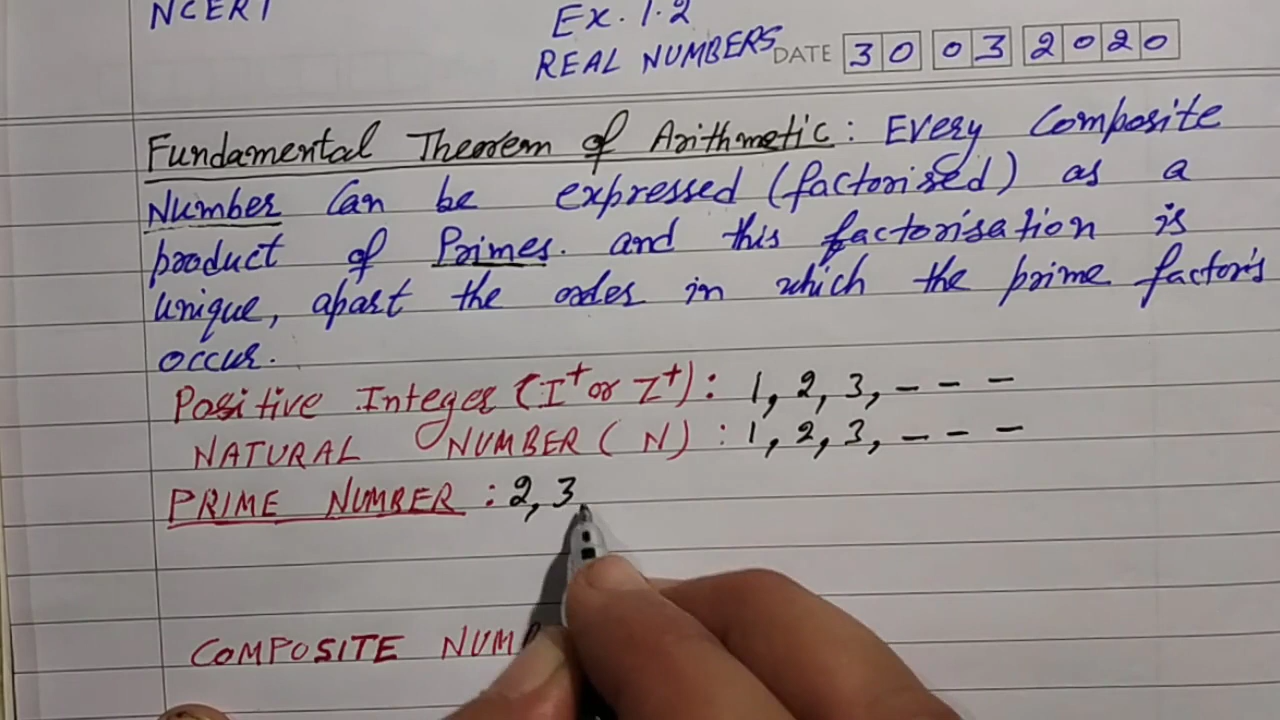 NCERT
Ex. 1.2
REAL NUMBERS DATE 30 03 2020
Fundamental Theorem of Arithmetic: Every Composite
Number Can be expressed (factorised) as a
product of Primes. and this factorisation is
unique, apart the order in which the prime factor's
occur.
Positive Integer (I⁺ or Z⁺): 1, 2, 3, – – –
NATURAL NUMBER (N): 1, 2, 3, – – –
PRIME NUMBER: 2, 3,
COMPOSITE